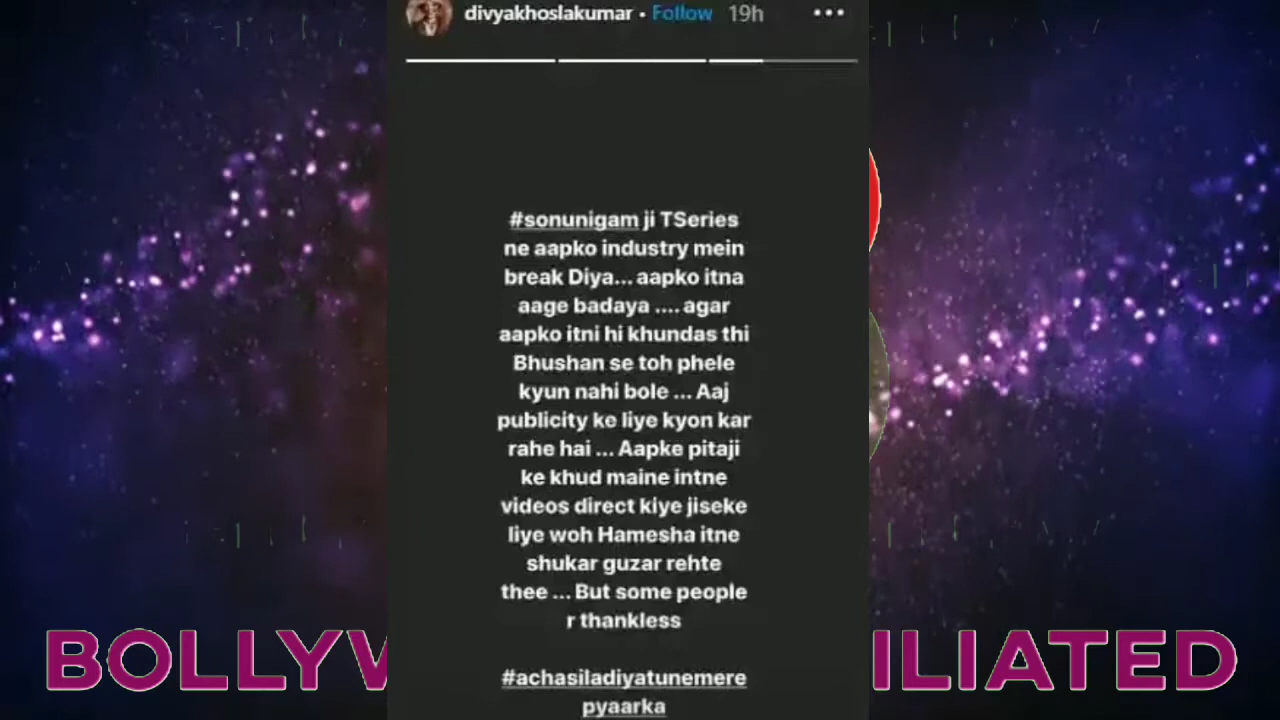 divyakhoslakumar • Follow 19h •••
#sonunigam ji TSeries
ne aapko industry mein
break Diya... aapko itna
aage badaya .... agar
aapko itni hi khundas thi
Bhushan se toh phele
kyun nahi bole ... Aaj
publicity ke liye kyon kar
rahe hai ... Aapke pitaji
ke khud maine intne
videos direct kiye jiseke
liye woh Hamesha itne
shukar guzar rehte
thee ... But some people
r thankless
#achasiladiyatunemere
pyaarka
BOLLYW ILIATED